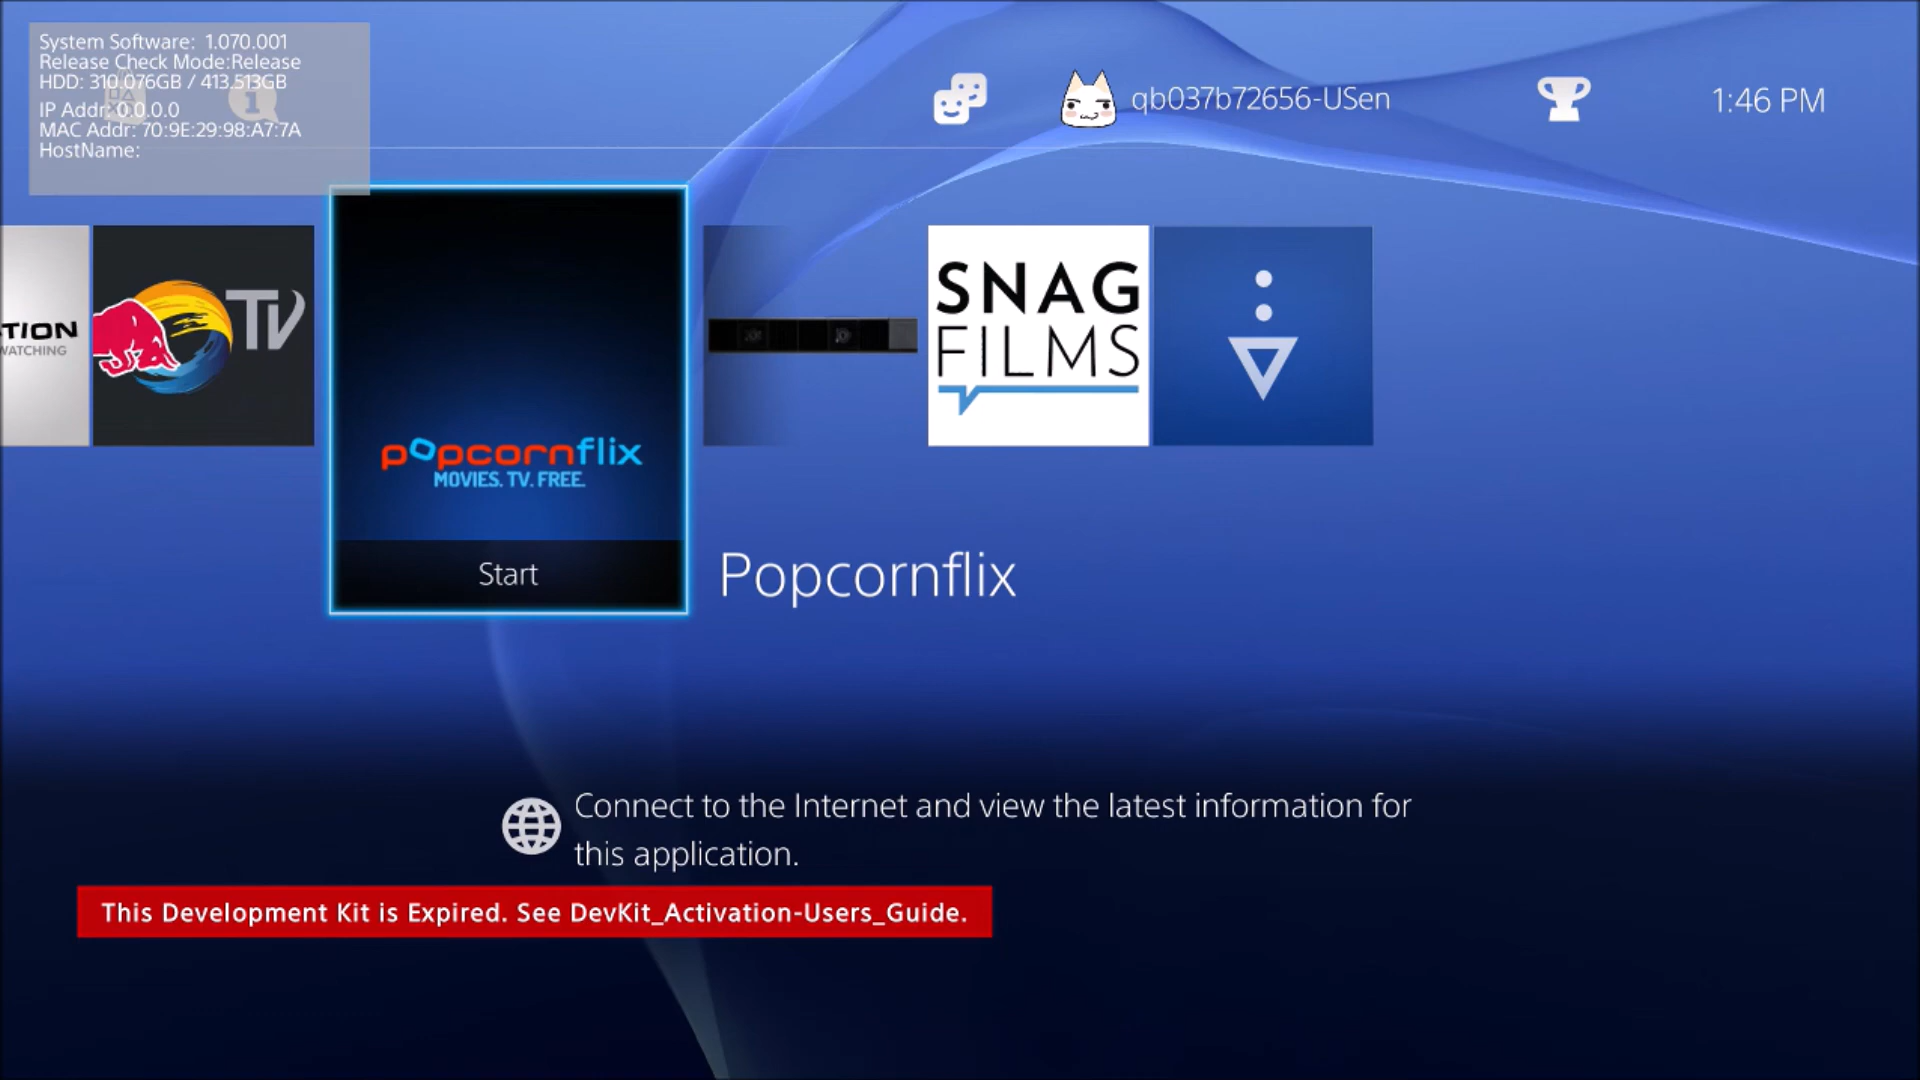 System Software: 1.070.001
Release Check Mode:Release
HDD: 310.076GB / 413.513GB
IP Addr: 0.0.0.0
MAC Addr: 70:9E:29:98:A7:7A
HostName:
qb037b72656-USen
1:46 PM
TION
WATCHING
TV
popcornflix
MOVIES. TV. FREE.
Start
SNAG
FILMS
Popcornflix
Connect to the Internet and view the latest information for
this application.
This Development Kit is Expired. See DevKit_Activation-Users_Guide.